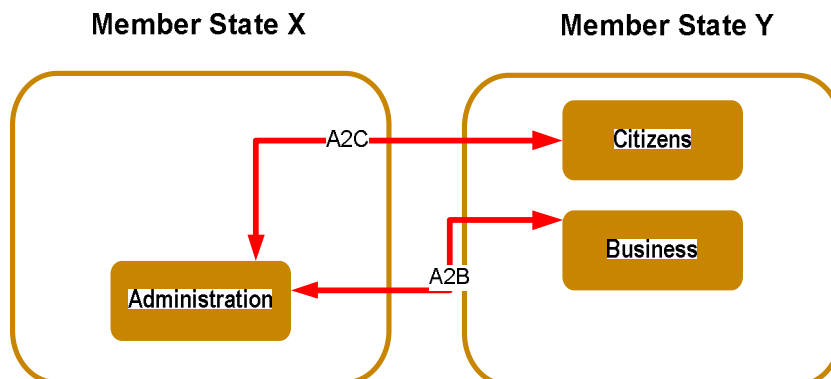 Member State X
Member State Y
A2C
Citizens
Business
A2B
Administration